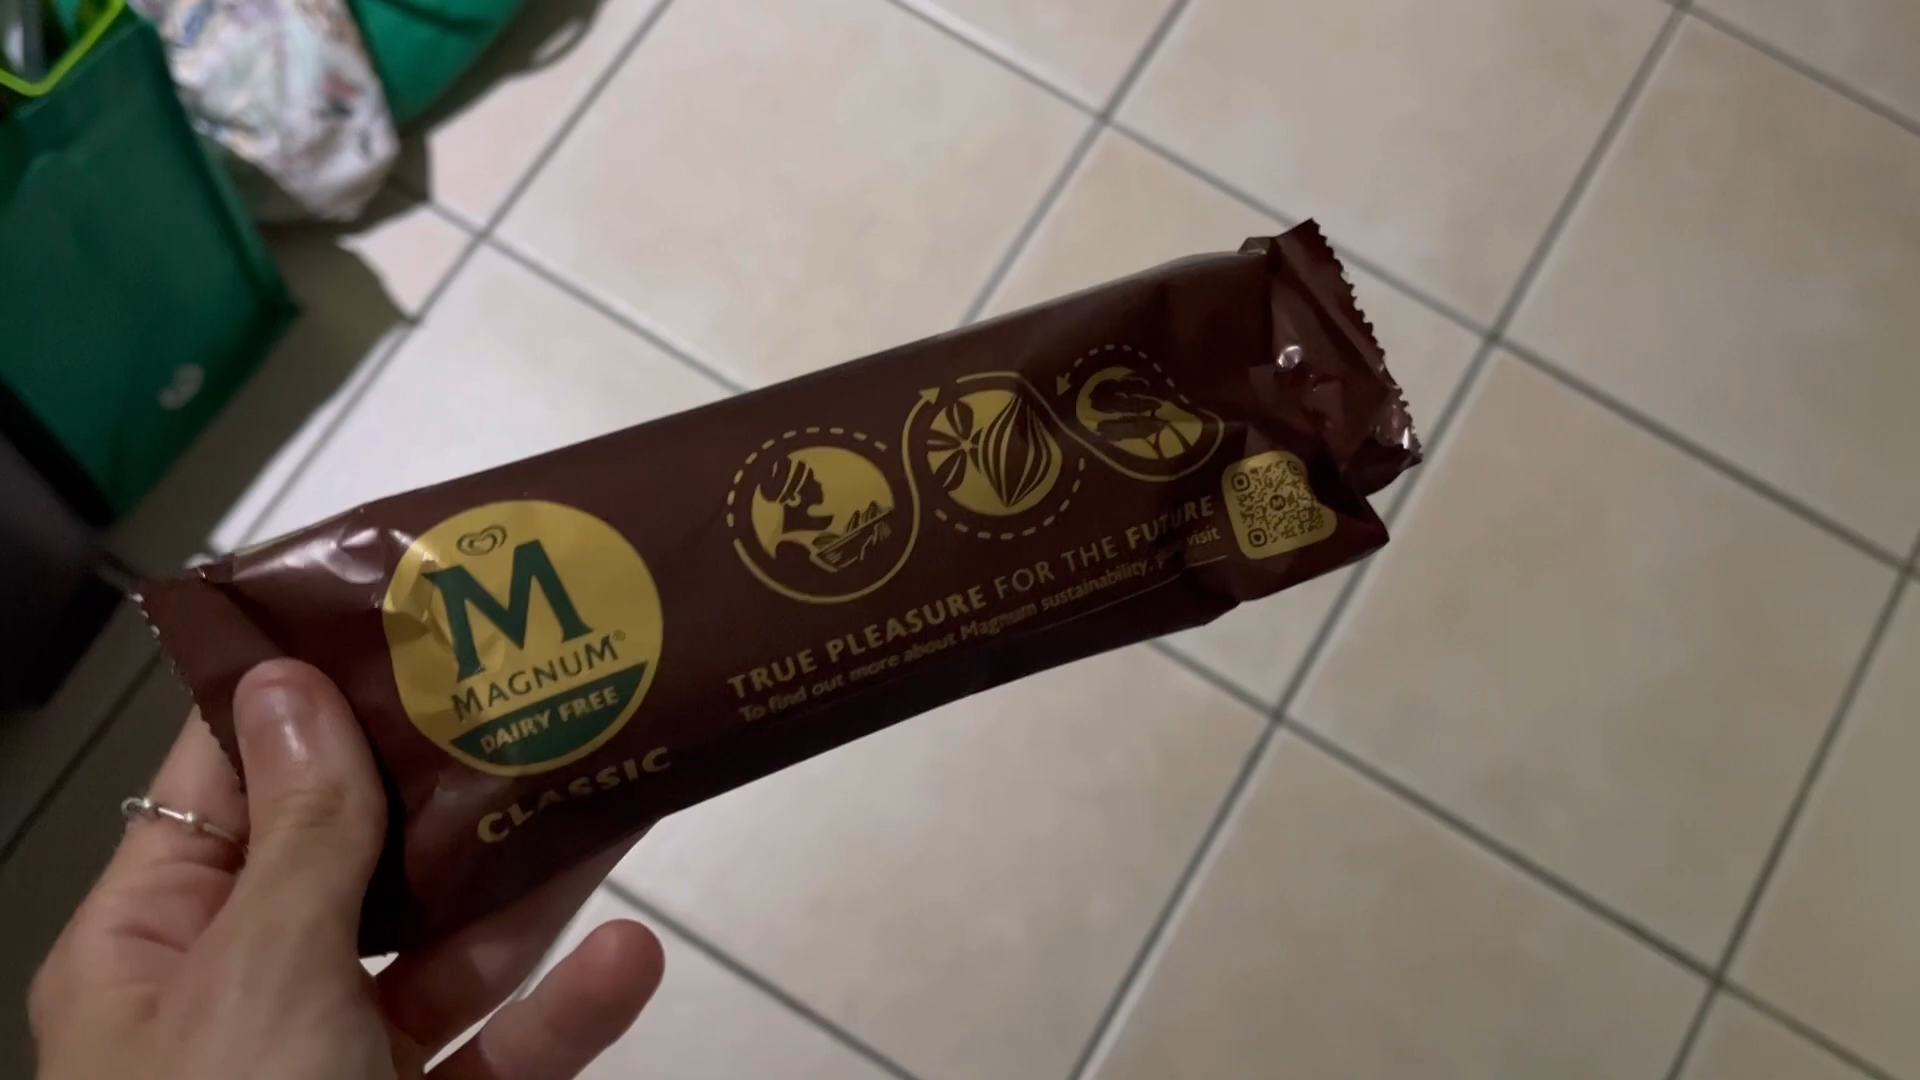 M
MAGNUM®
DAIRY FREE
CLASSIC
TRUE PLEASURE FOR THE FUTURE
To find out more about Magnum sustainability, visit
M